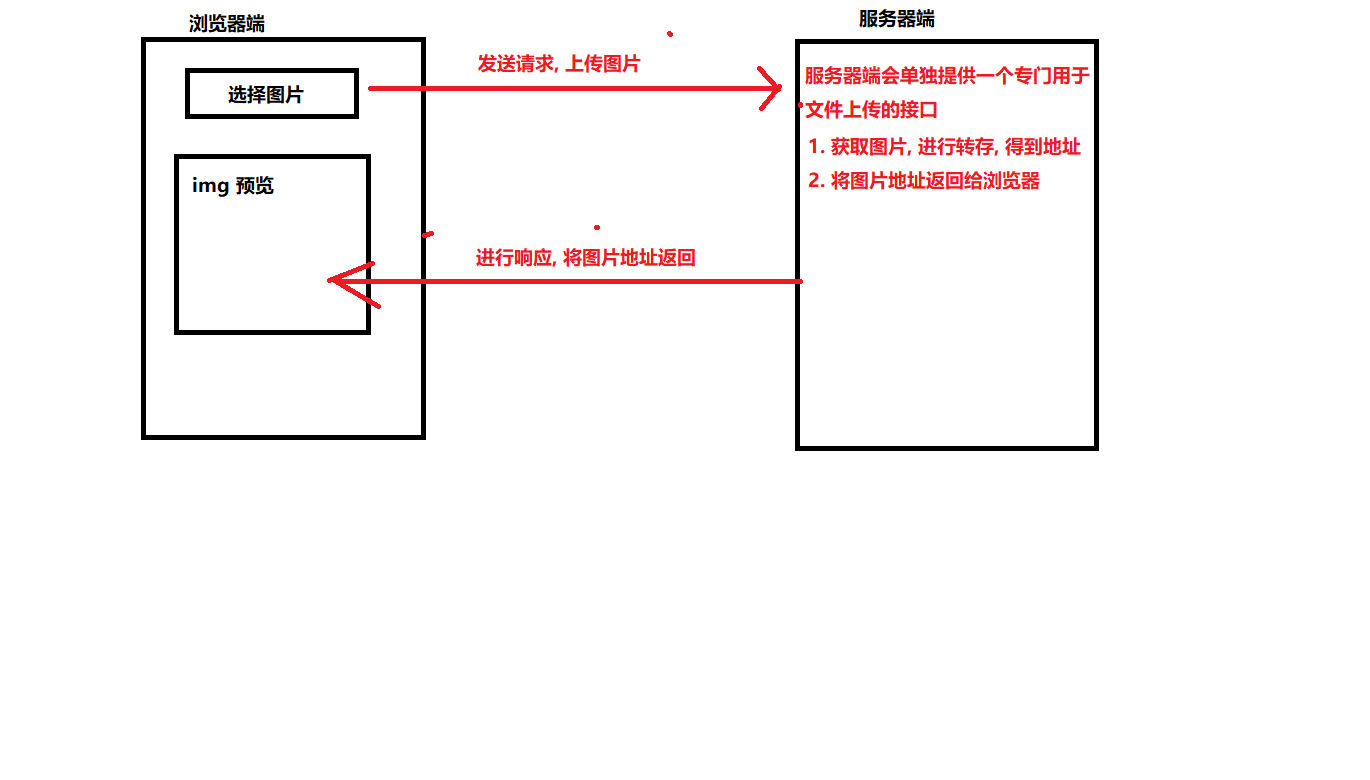 浏览器端
服务器端
选择图片
发送请求, 上传图片
服务器端会单独提供一个专门用于
文件上传的接口
1. 获取图片, 进行转存, 得到地址
2. 将图片地址返回给浏览器
img 预览
进行响应, 将图片地址返回